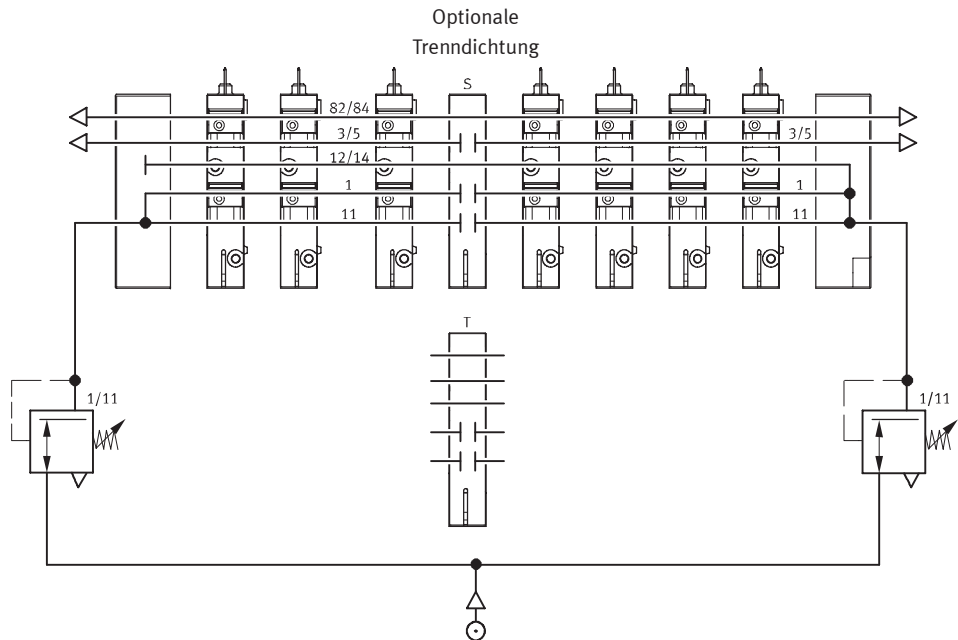 Optionale
Trenndichtung
S
82/84
3/5 3/5
12/14
1 1
11 11
T
1/11 1/11